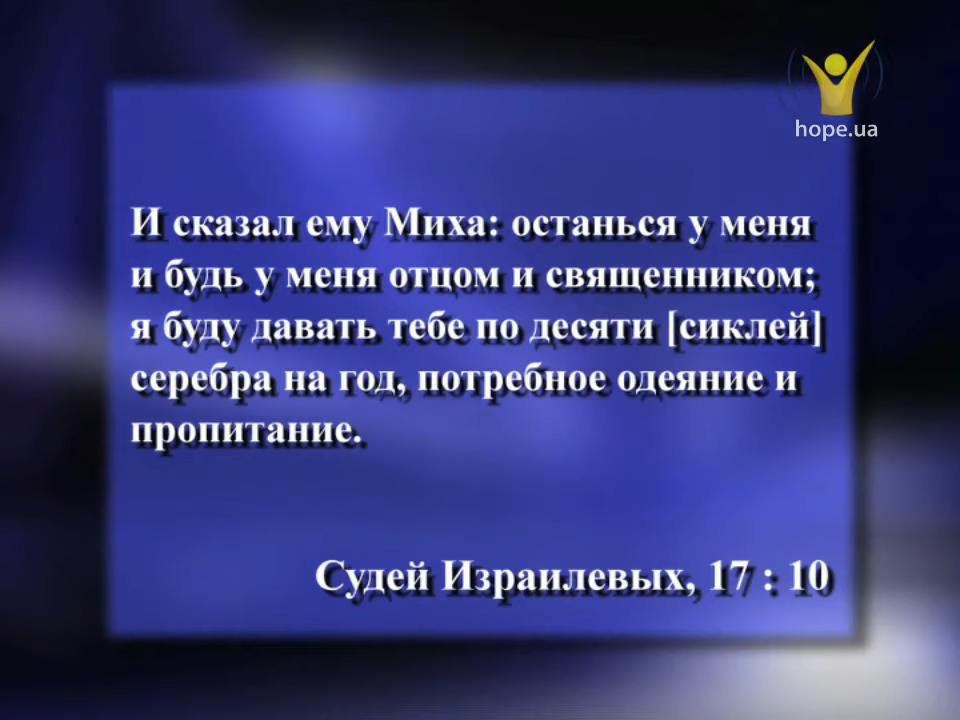 hope.ua
И сказал ему Миха: останься у меня
и будь у меня отцом и священником;
я буду давать тебе по десяти [сиклей]
серебра на год, потребное одеяние и
пропитание.
Судей Израилевых, 17 : 10